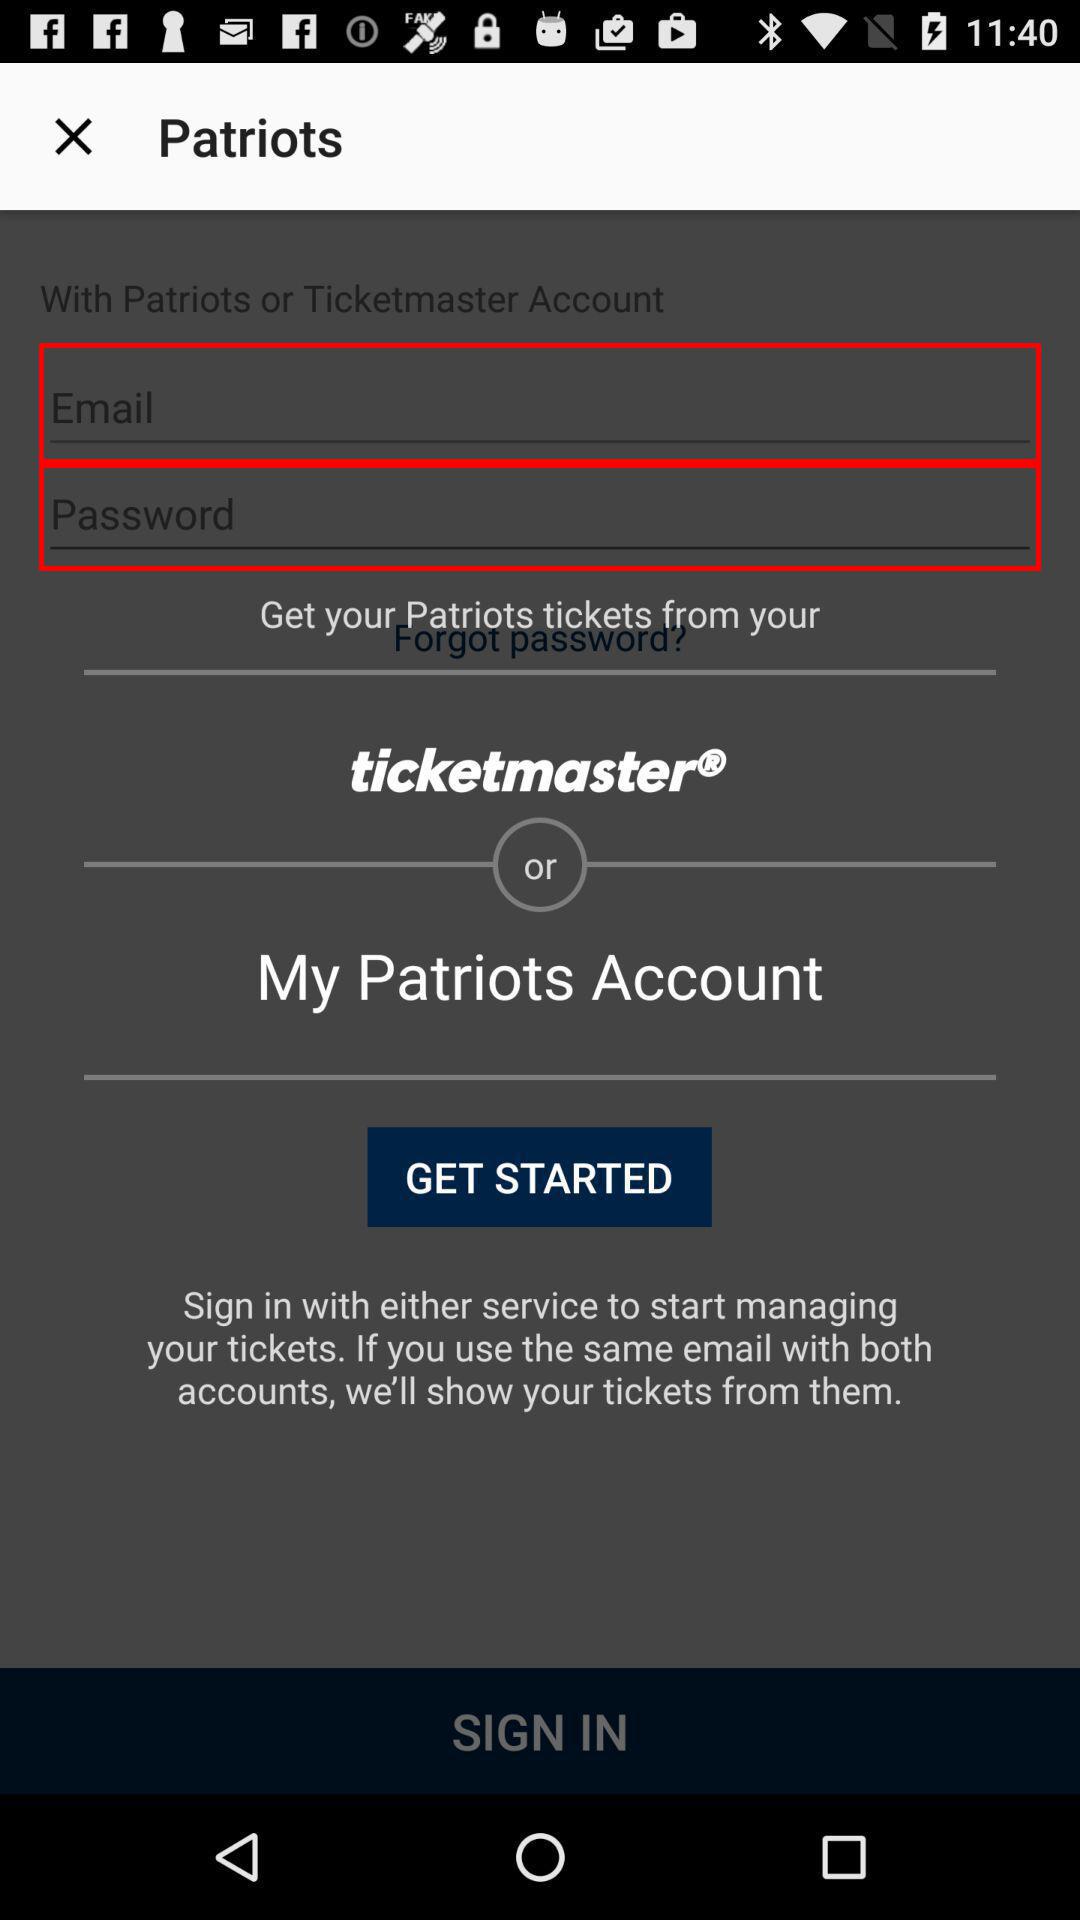 FAKE
11:40
Patriots
With Patriots or Ticketmaster Account
Email
Password
Get your Patriots tickets from your
Forgot password?
ticketmaster®
or
My Patriots Account
GET STARTED
Sign in with either service to start managing
your tickets. If you use the same email with both
accounts, we’ll show your tickets from them.
SIGN IN